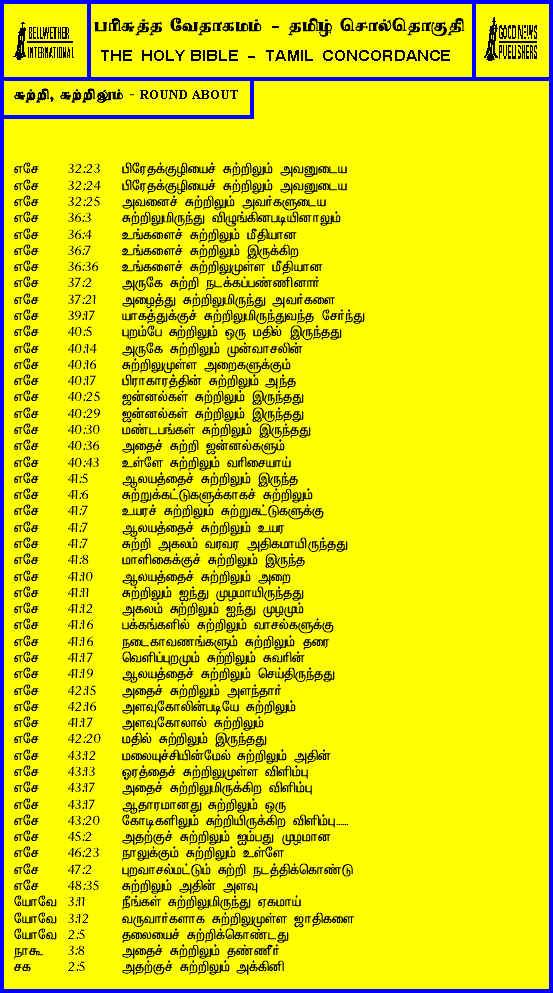 BELLWETHER
INTERNATIONAL
பரிசுத்த வேதாகமம் - தமிழ் சொல்தொகுதி
THE HOLY BIBLE - TAMIL CONCORDANCE
GOOD NEWS
PUBLISHERS
சுற்றி, சுற்றிலும் - ROUND ABOUT
எசே 32:23 பிரேதக்குழியைச் சுற்றிலும் அவனுடைய
எசே 32:24 பிரேதக்குழியைச் சுற்றிலும் அவனுடைய
எசே 32:25 அவனைச் சுற்றிலும் அவர்களுடைய
எசே 36:3 சுற்றிலுமிருந்து விழுங்கினபடியினாலும்
எசே 36:4 உங்களைச் சுற்றிலும் மீதியான
எசே 36:7 உங்களைச் சுற்றிலும் இருக்கிற
எசே 36:36 உங்களைச் சுற்றிலுமுள்ள மீதியான
எசே 37:2 அருகே சுற்றி நடக்கப்பண்ணினார்
எசே 37:21 அழைத்து சுற்றிலுமிருந்து அவர்களை
எசே 39:17 யாகத்துக்குச் சுற்றிலுமிருந்துவந்த சேர்ந்து
எசே 40:5 புறம்பே சுற்றிலும் ஒரு மதில் இருந்தது
எசே 40:14 அருகே சுற்றிலும் முன்வாசலின்
எசே 40:16 சுற்றிலுமுள்ள அறைகளுக்கும்
எசே 40:17 பிராகாரத்தின் சுற்றிலும் அந்த
எசே 40:25 ஜன்னல்கள் சுற்றிலும் இருந்தது
எசே 40:29 ஜன்னல்கள் சுற்றிலும் இருந்தது
எசே 40:30 மண்டபங்கள் சுற்றிலும் இருந்தது
எசே 40:36 அதைச் சுற்றி ஜன்னல்களும்
எசே 40:43 உள்ளே சுற்றிலும் வரிசையாய்
எசே 41:5 ஆலயத்தைச் சுற்றிலும் இருந்த
எசே 41:6 சுற்றுக்கட்டுகளுக்காகச் சுற்றிலும்
எசே 41:7 உயரச் சுற்றிலும் சுற்றுகட்டுகளுக்கு
எசே 41:7 ஆலயத்தைச் சுற்றிலும் உயர
எசே 41:7 சுற்றி அகலம் வரவர அதிகமாயிருந்தது
எசே 41:8 மாளிகைக்குச் சுற்றிலும் இருந்த
எசே 41:10 ஆலயத்தைச் சுற்றிலும் அறை
எசே 41:11 சுற்றிலும் ஐந்து முழமாயிருந்தது
எசே 41:12 அகலம் சுற்றிலும் ஐந்து முழமும்
எசே 41:16 பக்கங்களில் சுற்றிலும் வாசல்களுக்கு
எசே 41:16 நடைகாவணங்களும் சுற்றிலும் தரை
எசே 41:17 வெளிப்புறமும் சுற்றிலும் சுவரின்
எசே 41:19 ஆலயத்தைச் சுற்றிலும் செய்திருந்தது
எசே 42:15 அதைச் சுற்றிலும் அளந்தார்
எசே 42:16 அளவுகோலின்படியே சுற்றிலும்
எசே 41:17 அளவுகோலால் சுற்றிலும்
எசே 42:20 மதில் சுற்றிலும் இருந்தது
எசே 43:12 மலையுச்சியின்மேல் சுற்றிலும் அதின்
எசே 43:13 ஓரத்தைச் சுற்றிலுமுள்ள விளிம்பு
எசே 43:17 அதைச் சுற்றிலுமிருக்கிற விளிம்பு
எசே 43:17 ஆதாரமானது சுற்றிலும் ஒரு
எசே 43:20 கோடிகளிலும் சுற்றியிருக்கிற விளிம்பு.....
எசே 45:2 அதற்குச் சுற்றிலும் ஐம்பது முழமான
எசே 46:23 நாலுக்கும் சுற்றிலும் உள்ளே
எசே 47:2 புறவாசல்மட்டும் சுற்றி நடத்திக்கொண்டு
எசே 48:35 சுற்றிலும் அதின் அளவு
யோவே 3:11 நீங்கள் சுற்றிலுமிருந்து ஏகமாய்
யோவே 3:12 வருவார்களாக சுற்றிலுமுள்ள ஜாதிகளை
யோவே 2:5 தலையைச் சுற்றிக்கொண்டது
நாகூ 3:8 அதைச் சுற்றிலும் தண்ணீர்
சக 2:5 அதற்குச் சுற்றிலும் அக்கினி